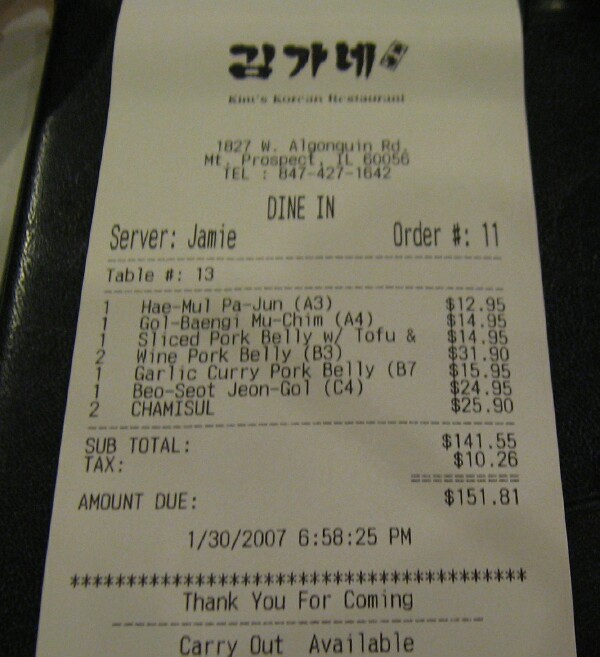 김가네
Kim's Korean Restaurant
1827 W. Algonquin Rd.
Mt. Prospect, IL 60056
TEL : 847-427-1642
DINE IN
Server: Jamie Order #: 11
Table #: 13
1 Hae-Mul Pa-Jun (A3) $12.95
1 Gol-Baengi Mu-Chim (A4) $14.95
1 Sliced Pork Belly w/ Tofu & $14.95
2 Wine Pork Belly (B3) $31.90
1 Garlic Curry Pork Belly (B7 $15.95
1 Beo-Seot Jeon-Gol (C4) $24.95
2 CHAMISUL $25.90
SUB TOTAL: $141.55
TAX: $10.26
==========
AMOUNT DUE: $151.81
1/30/2007 6:58:25 PM
*****************************************
Thank You For Coming
Carry Out Available